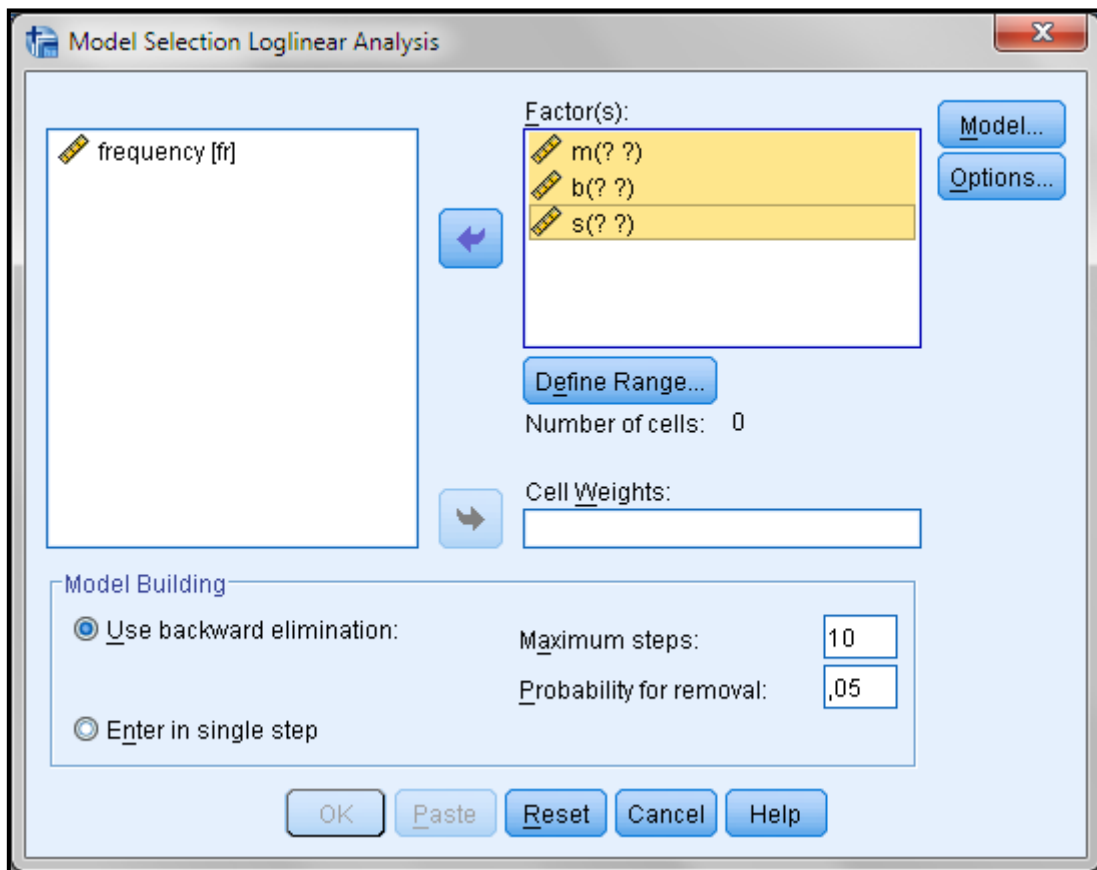 Model Selection Loglinear Analysis
Factor(s):
frequency [fr]
m(? ?)
b(? ?)
s(? ?)
Model...
Options...
Define Range...
Number of cells: 0
Cell Weights:
Model Building
Use backward elimination:
Maximum steps: 10
Probability for removal: ,05
Enter in single step
OK Paste Reset Cancel Help